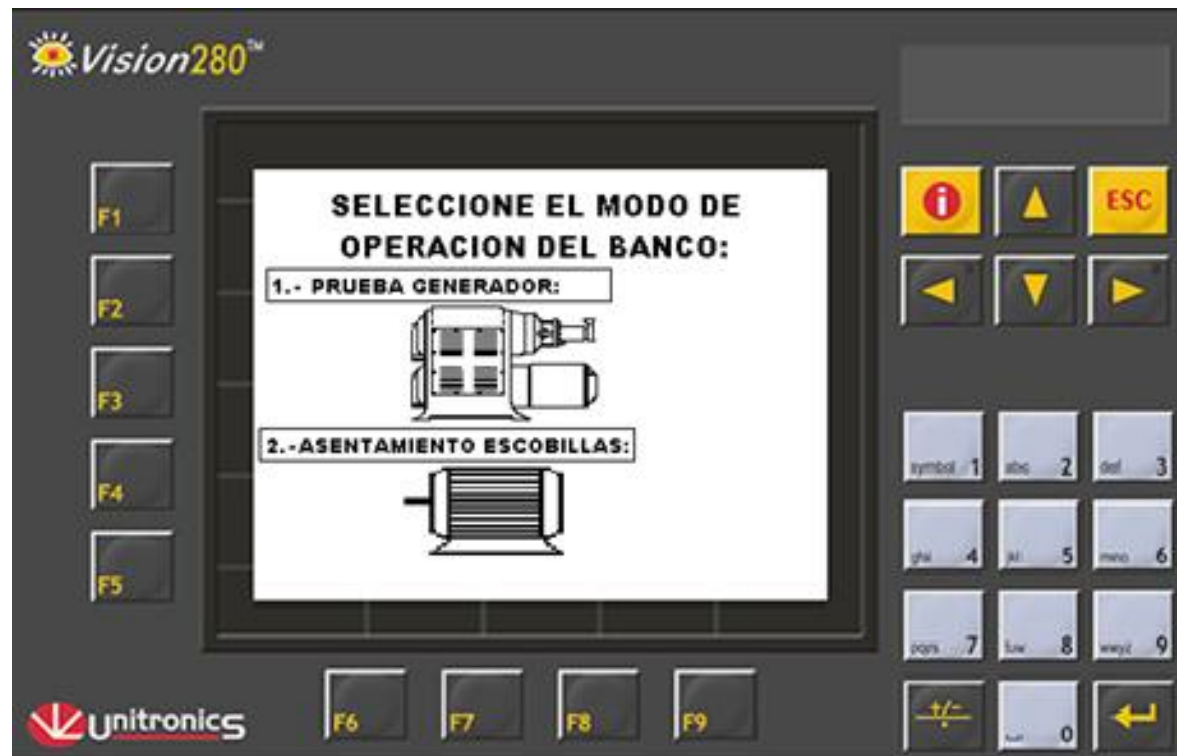 Vision280™
SELECCIONE EL MODO DE
OPERACION DEL BANCO:
1.- PRUEBA GENERADOR:
2.-ASENTAMIENTO ESCOBILLAS:
F1
F2
F3
F4
F5
F6 F7 F8 F9
unitronics
i ESC
symbol 1 abc 2 def 3
ghi 4 jkl 5 mno 6
pqrs 7 tuv 8 wxyz 9
+/- 0